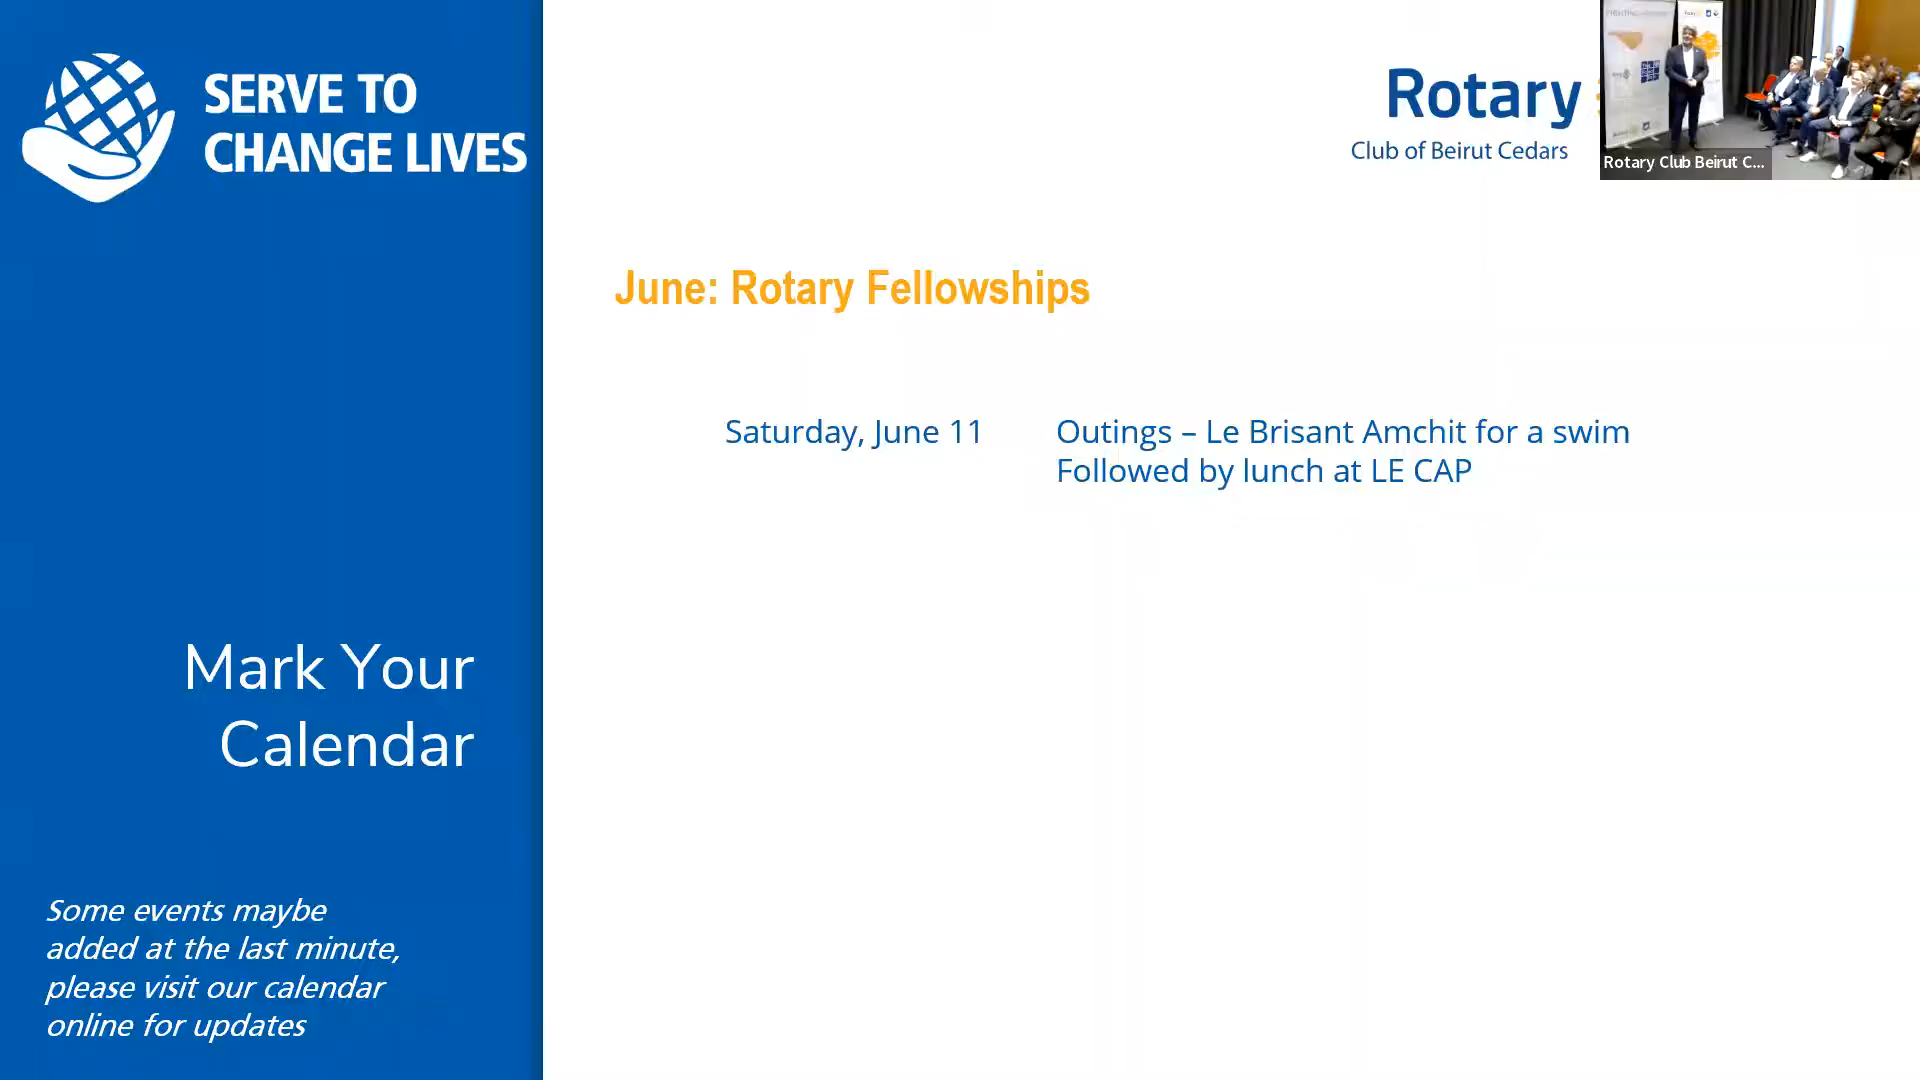 SERVE TO
CHANGE LIVES
Rotary
Club of Beirut Cedars
Rotary Club Beirut C...
June: Rotary Fellowships
Saturday, June 11 Outings – Le Brisant Amchit for a swim
Followed by lunch at LE CAP
Mark Your
Calendar
Some events maybe
added at the last minute,
please visit our calendar
online for updates